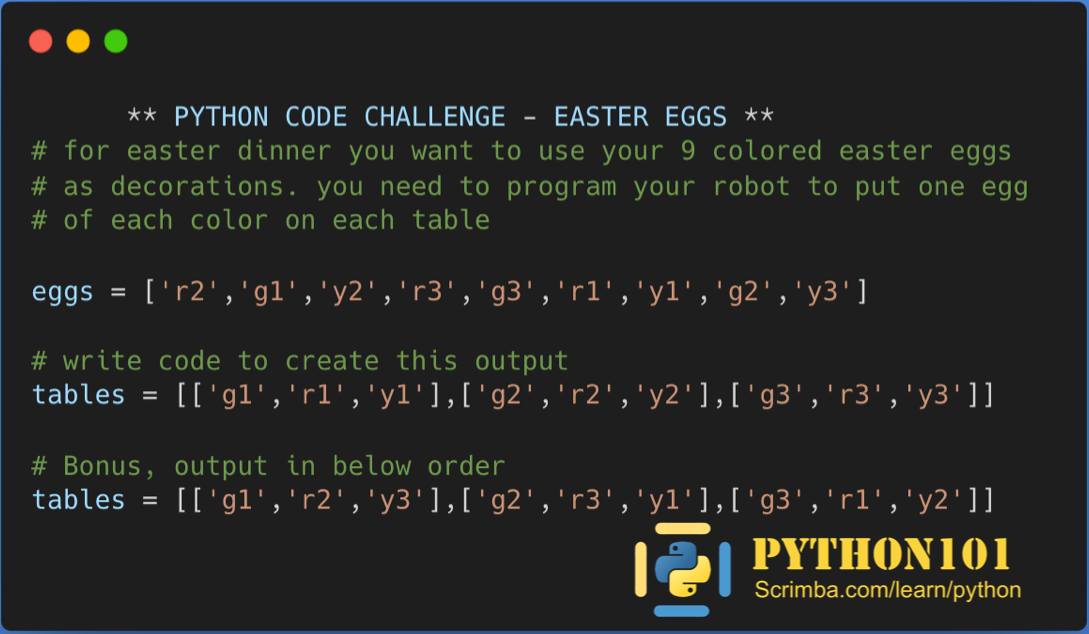 ** PYTHON CODE CHALLENGE - EASTER EGGS **
# for easter dinner you want to use your 9 colored easter eggs
# as decorations. you need to program your robot to put one egg
# of each color on each table
eggs = ['r2','g1','y2','r3','g3','r1','y1','g2','y3']
# write code to create this output
tables = [['g1','r1','y1'],['g2','r2','y2'],['g3','r3','y3']]
# Bonus, output in below order
tables = [['g1','r2','y3'],['g2','r3','y1'],['g3','r1','y2']]
PYTHON101
Scrimba.com/learn/python